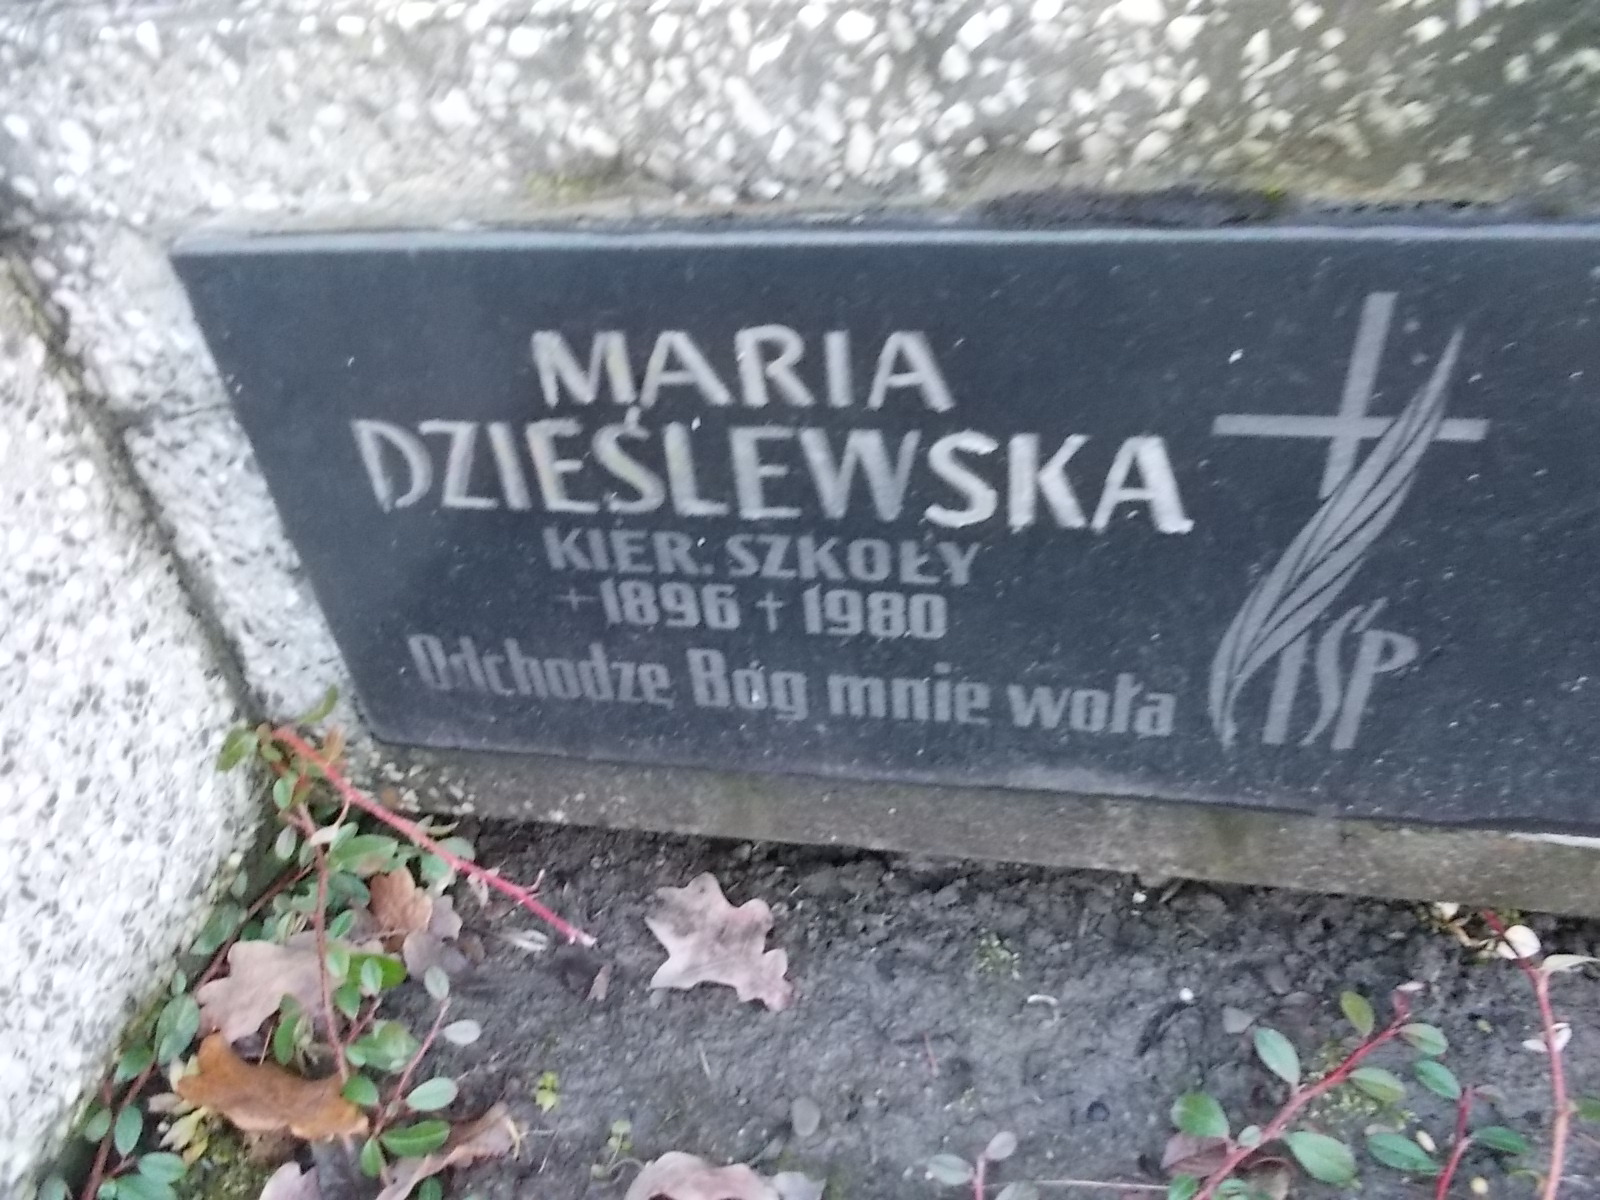 MARIA
DZIEŚLEWSKA
KIER. SZKOŁY
+1896 +1980
Odchodzę Bóg mnie woła
†ŚP